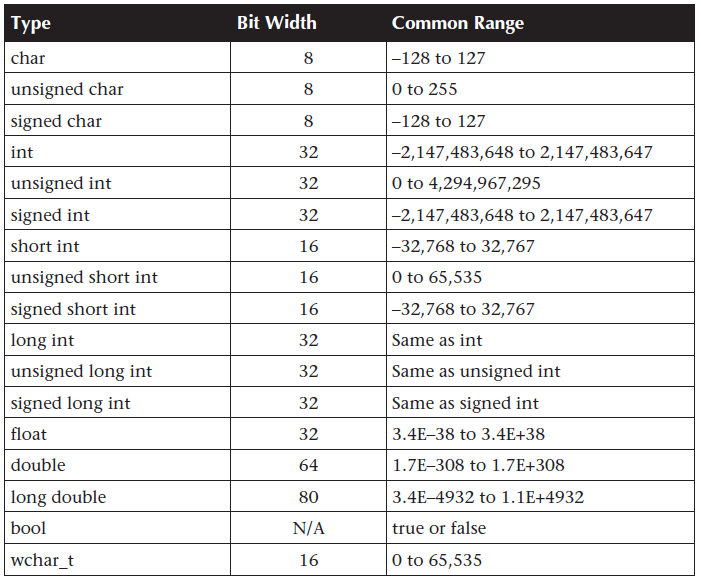 Type Bit Width Common Range
char 8 –128 to 127
unsigned char 8 0 to 255
signed char 8 –128 to 127
int 32 –2,147,483,648 to 2,147,483,647
unsigned int 32 0 to 4,294,967,295
signed int 32 –2,147,483,648 to 2,147,483,647
short int 16 –32,768 to 32,767
unsigned short int 16 0 to 65,535
signed short int 16 –32,768 to 32,767
long int 32 Same as int
unsigned long int 32 Same as unsigned int
signed long int 32 Same as signed int
float 32 3.4E–38 to 3.4E+38
double 64 1.7E–308 to 1.7E+308
long double 80 3.4E–4932 to 1.1E+4932
bool N/A true or false
wchar_t 16 0 to 65,535